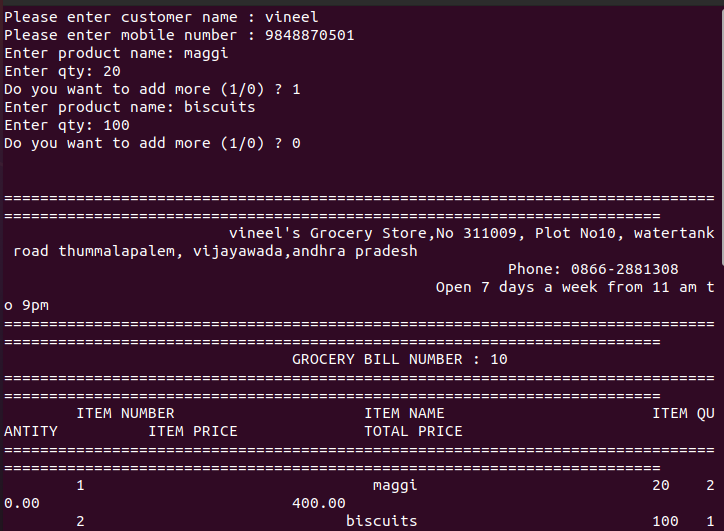 Please enter customer name : vineel
Please enter mobile number : 9848870501
Enter product name: maggi
Enter qty: 20
Do you want to add more (1/0) ? 1
Enter product name: biscuits
Enter qty: 100
Do you want to add more (1/0) ? 0
===============================================================================
=========================================================================
vineel's Grocery Store,No 311009, Plot No10, watertank
road thummalapalem, vijayawada,andhra pradesh
Phone: 0866-2881308
Open 7 days a week from 11 am t
o 9pm
===============================================================================
=========================================================================
GROCERY BILL NUMBER : 10
===============================================================================
=========================================================================
ITEM NUMBER ITEM NAME ITEM QU
ANTITY ITEM PRICE TOTAL PRICE
===============================================================================
=========================================================================
1 maggi 20 2
0.00 400.00
2 biscuits 100 1